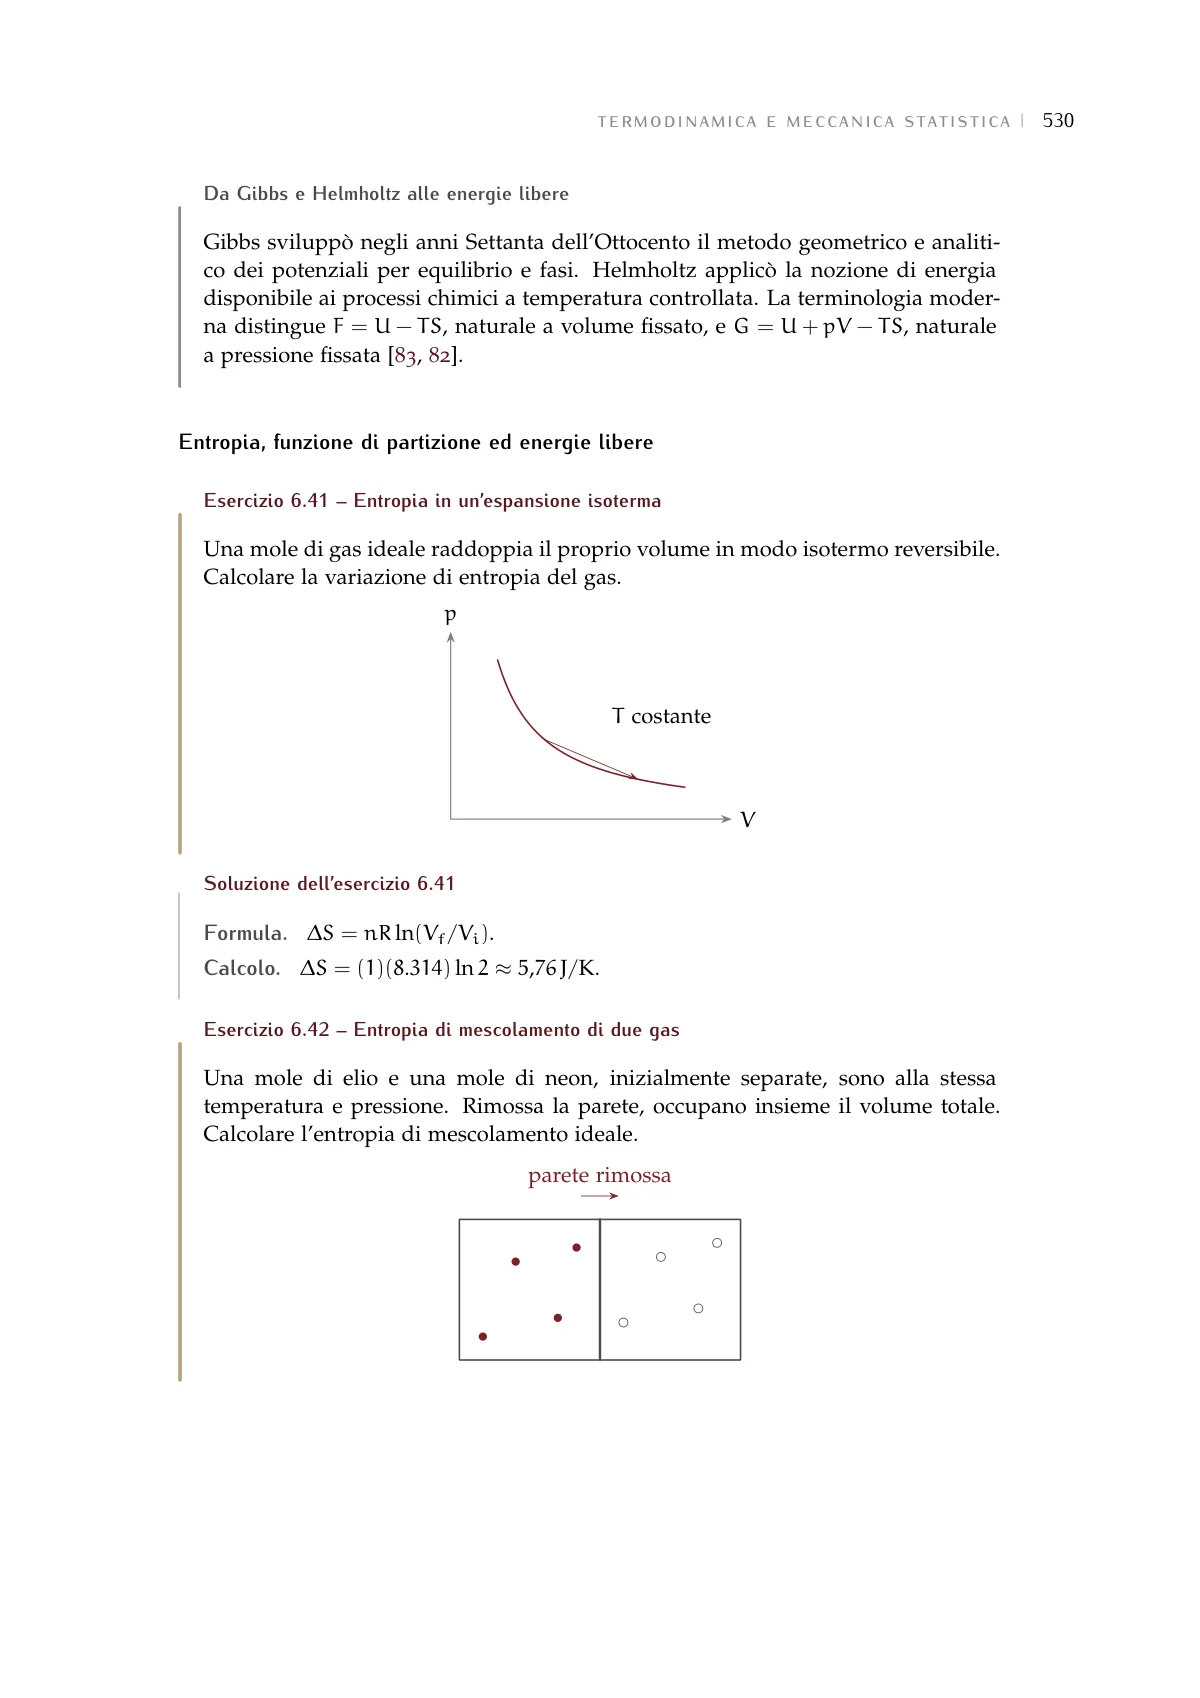 TERMODINAMICA E MECCANICA STATISTICA | 530
Da Gibbs e Helmholtz alle energie libere
Gibbs sviluppò negli anni Settanta dell’Ottocento il metodo geometrico e analiti-
co dei potenziali per equilibrio e fasi. Helmholtz applicò la nozione di energia
disponibile ai processi chimici a temperatura controllata. La terminologia moder-
na distingue F = U − TS, naturale a volume fissato, e G = U + pV − TS, naturale
a pressione fissata [83, 82].
Entropia, funzione di partizione ed energie libere
Esercizio 6.41 – Entropia in un’espansione isoterma
Una mole di gas ideale raddoppia il proprio volume in modo isotermo reversibile.
Calcolare la variazione di entropia del gas.
p
T costante
V
Soluzione dell’esercizio 6.41
Formula. ΔS = nR ln(V_f/V_i).
Calcolo. ΔS = (1)(8.314) ln 2 ≈ 5,76 J/K.
Esercizio 6.42 – Entropia di mescolamento di due gas
Una mole di elio e una mole di neon, inizialmente separate, sono alla stessa
temperatura e pressione. Rimossa la parete, occupano insieme il volume totale.
Calcolare l’entropia di mescolamento ideale.
parete rimossa